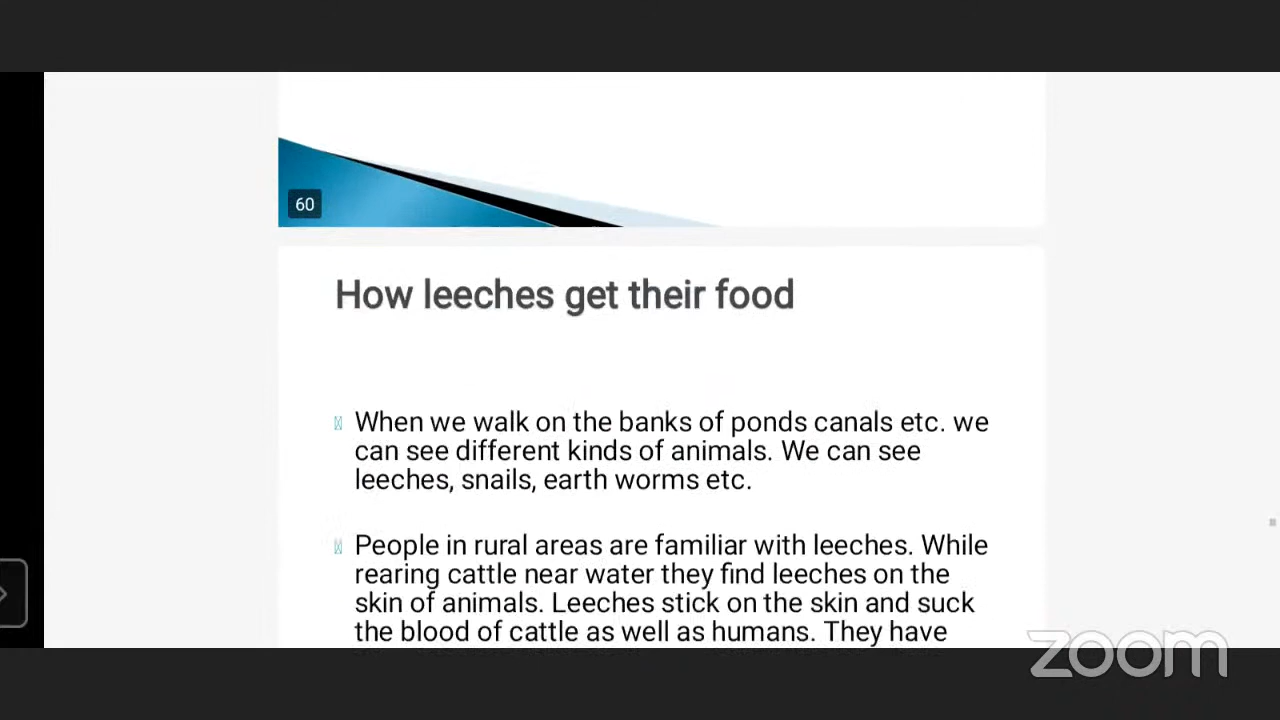 60
How leeches get their food
When we walk on the banks of ponds canals etc. we
can see different kinds of animals. We can see
leeches, snails, earth worms etc.
People in rural areas are familiar with leeches. While
rearing cattle near water they find leeches on the
skin of animals. Leeches stick on the skin and suck
the blood of cattle as well as humans. They have
zoom